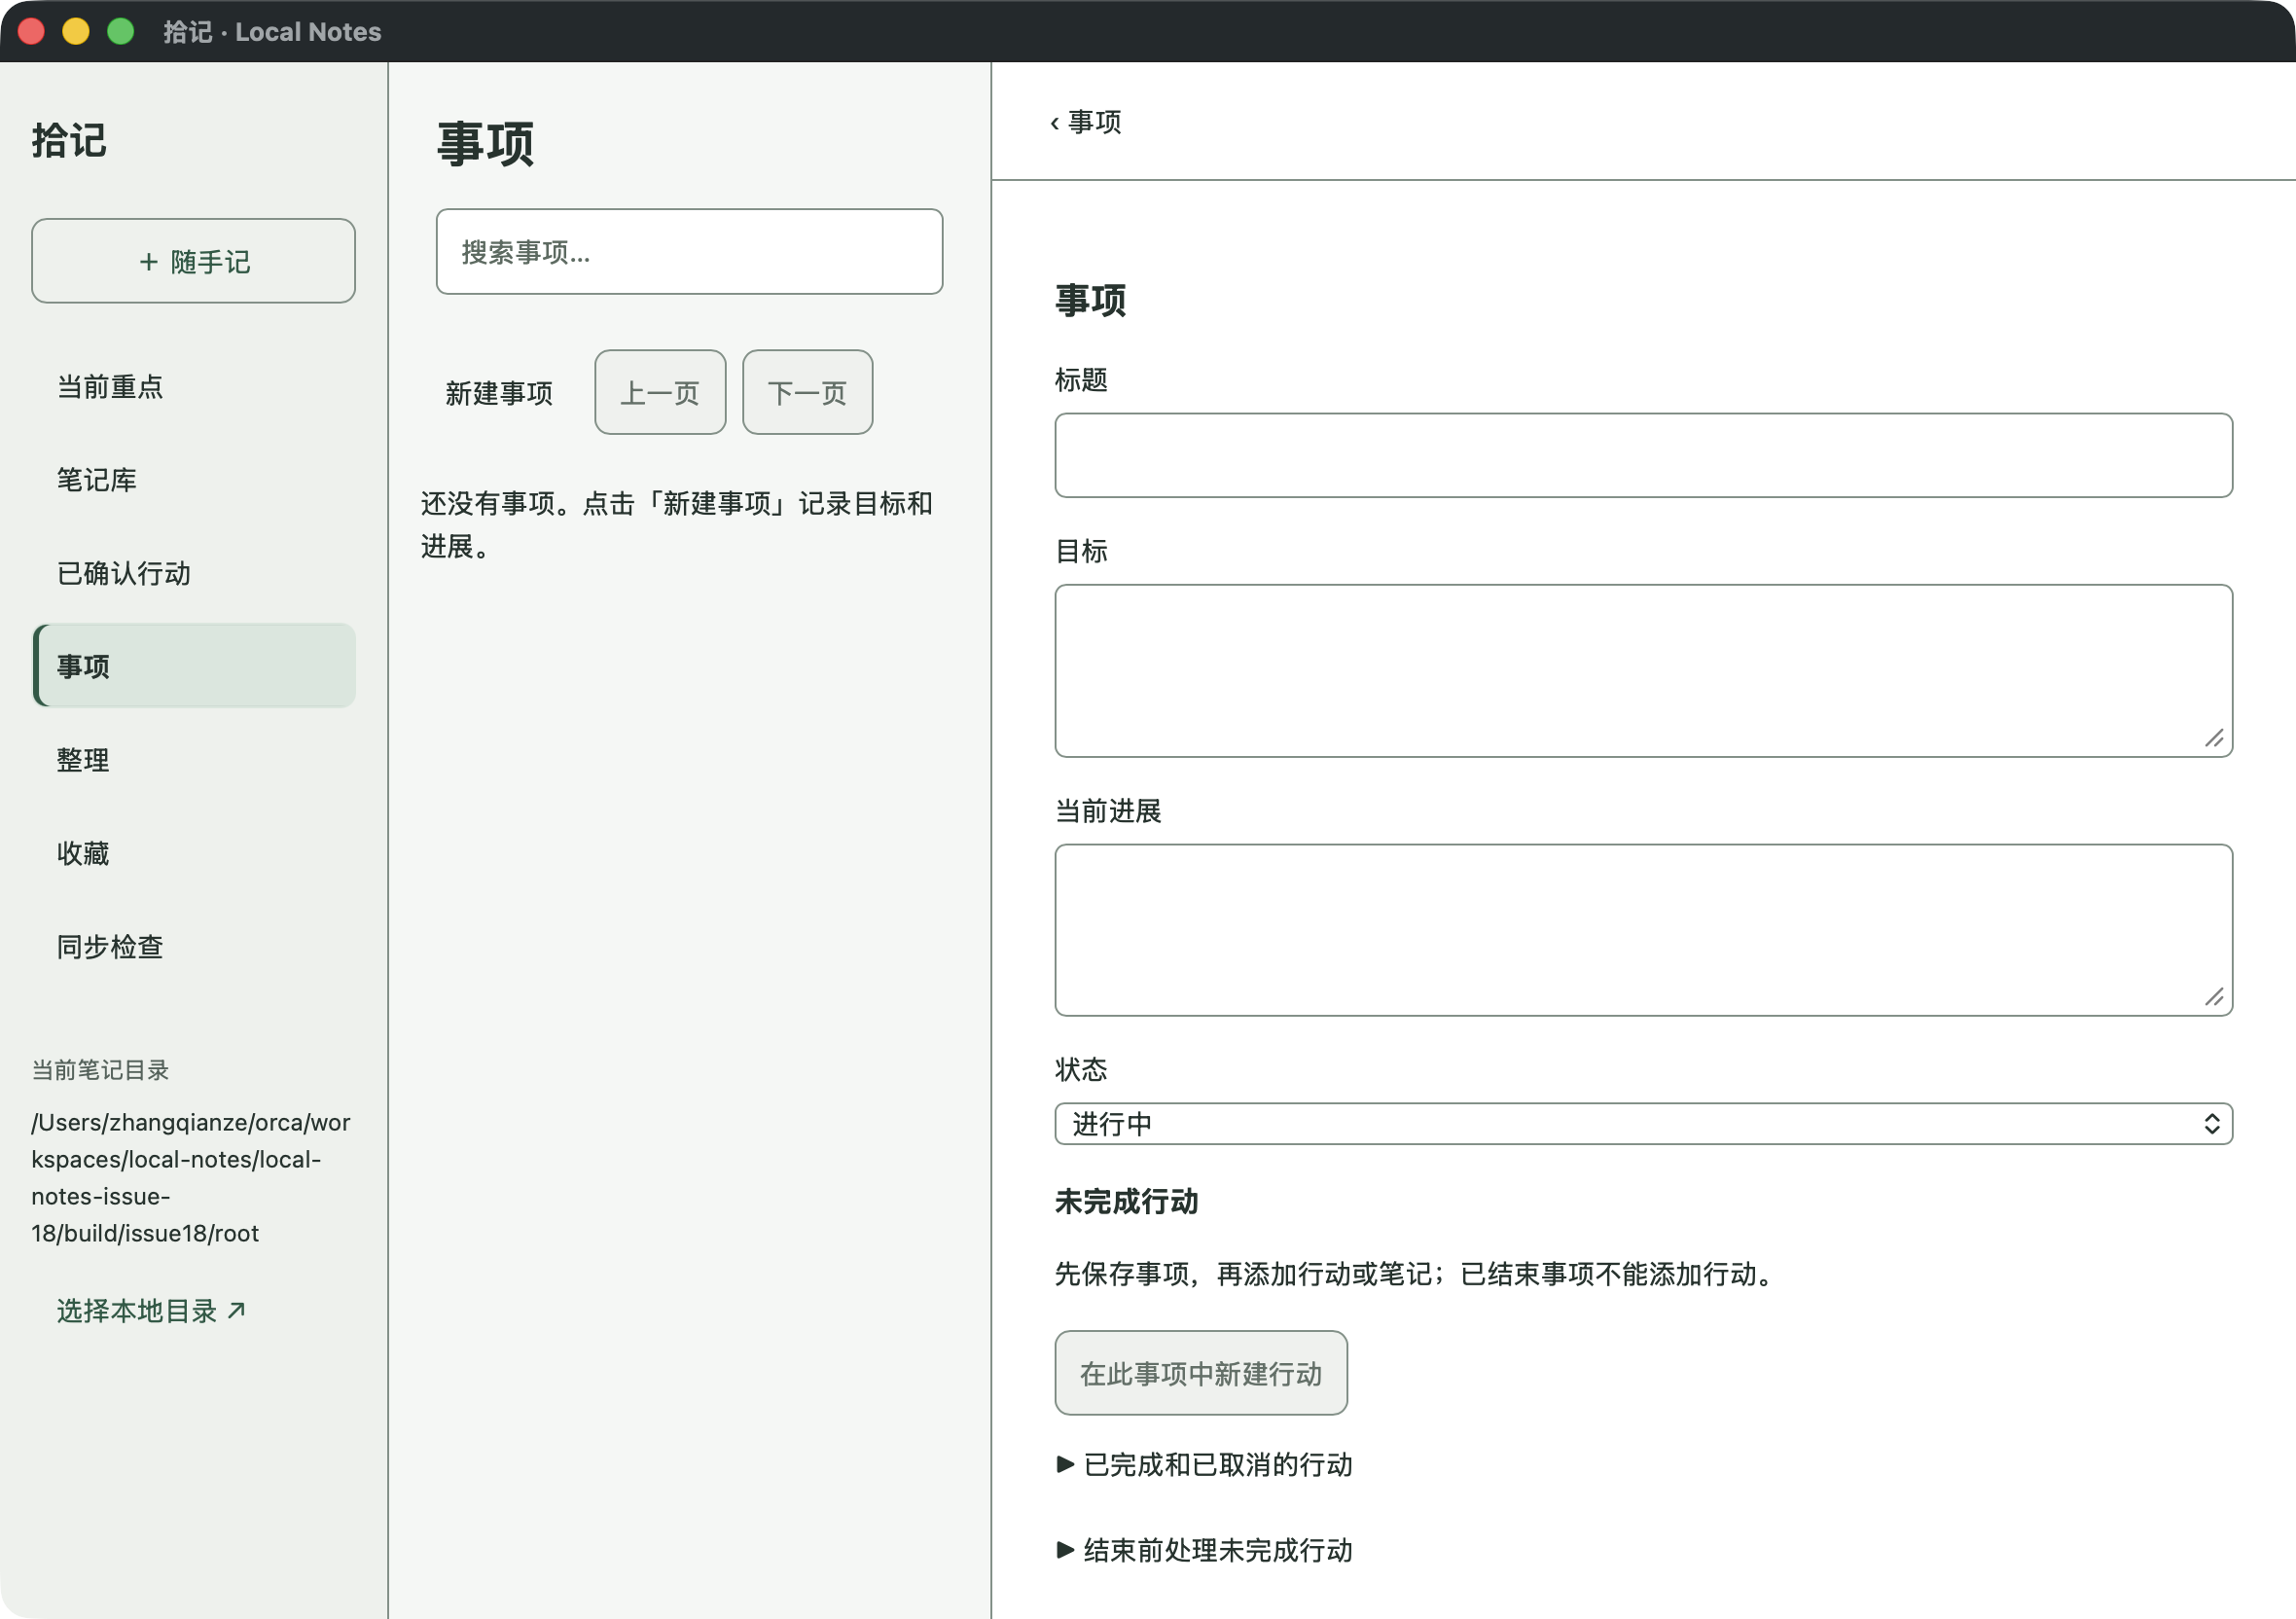 拾记 · Local Notes
拾记
+ 随手记
当前重点
笔记库
已确认行动
事项
整理
收藏
同步检查
当前笔记目录
/Users/zhangqianze/orca/wor
kspaces/local-notes/local-
notes-issue-
18/build/issue18/root
选择本地目录 ↗
事项
搜索事项...
新建事项
上一页
下一页
还没有事项。点击「新建事项」记录目标和
进展。
‹ 事项
事项
标题
目标
当前进展
状态
进行中
未完成行动
先保存事项，再添加行动或笔记；已结束事项不能添加行动。
在此事项中新建行动
▶ 已完成和已取消的行动
▶ 结束前处理未完成行动